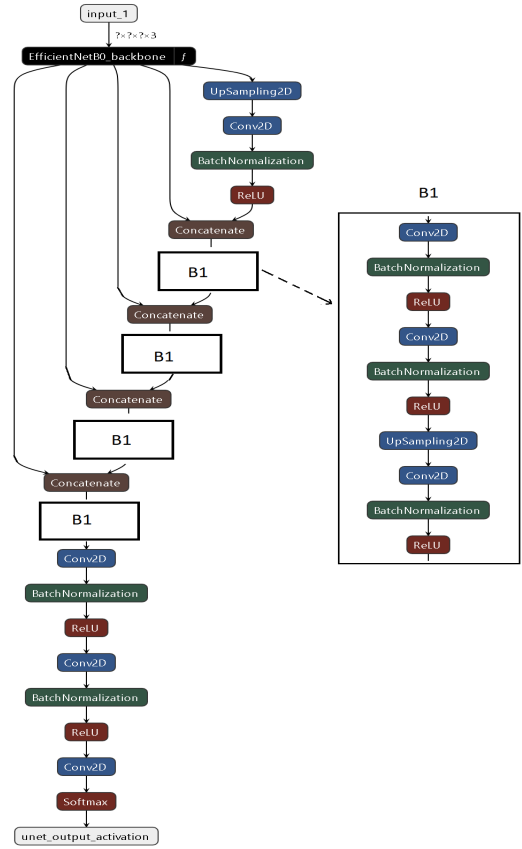 input_1
?×?×?×3
EfficientNetB0_backbone ƒ
UpSampling2D
Conv2D
BatchNormalization
ReLU
Concatenate
B1
Concatenate
B1
Concatenate
B1
Concatenate
B1
Conv2D
BatchNormalization
ReLU
Conv2D
BatchNormalization
ReLU
Conv2D
Softmax
unet_output_activation
B1
Conv2D
BatchNormalization
ReLU
Conv2D
BatchNormalization
ReLU
UpSampling2D
Conv2D
BatchNormalization
ReLU